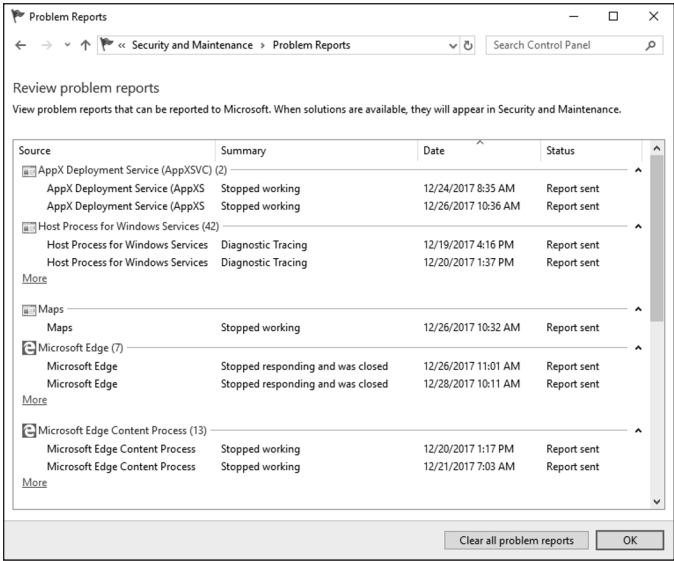 Problem Reports
« Security and Maintenance > Problem Reports
Search Control Panel
Review problem reports
View problem reports that can be reported to Microsoft. When solutions are available, they will appear in Security and Maintenance.
Source Summary Date Status
AppX Deployment Service (AppXSVC) (2)
AppX Deployment Service (AppXS Stopped working 12/24/2017 8:35 AM Report sent
AppX Deployment Service (AppXS Stopped working 12/26/2017 10:36 AM Report sent
Host Process for Windows Services (42)
Host Process for Windows Services Diagnostic Tracing 12/19/2017 4:16 PM Report sent
Host Process for Windows Services Diagnostic Tracing 12/20/2017 1:37 PM Report sent
More
Maps
Maps Stopped working 12/26/2017 10:32 AM Report sent
Microsoft Edge (7)
Microsoft Edge Stopped responding and was closed 12/26/2017 11:01 AM Report sent
Microsoft Edge Stopped responding and was closed 12/28/2017 10:11 AM Report sent
More
Microsoft Edge Content Process (13)
Microsoft Edge Content Process Stopped working 12/20/2017 1:17 PM Report sent
Microsoft Edge Content Process Stopped working 12/21/2017 7:03 AM Report sent
More
Clear all problem reports OK